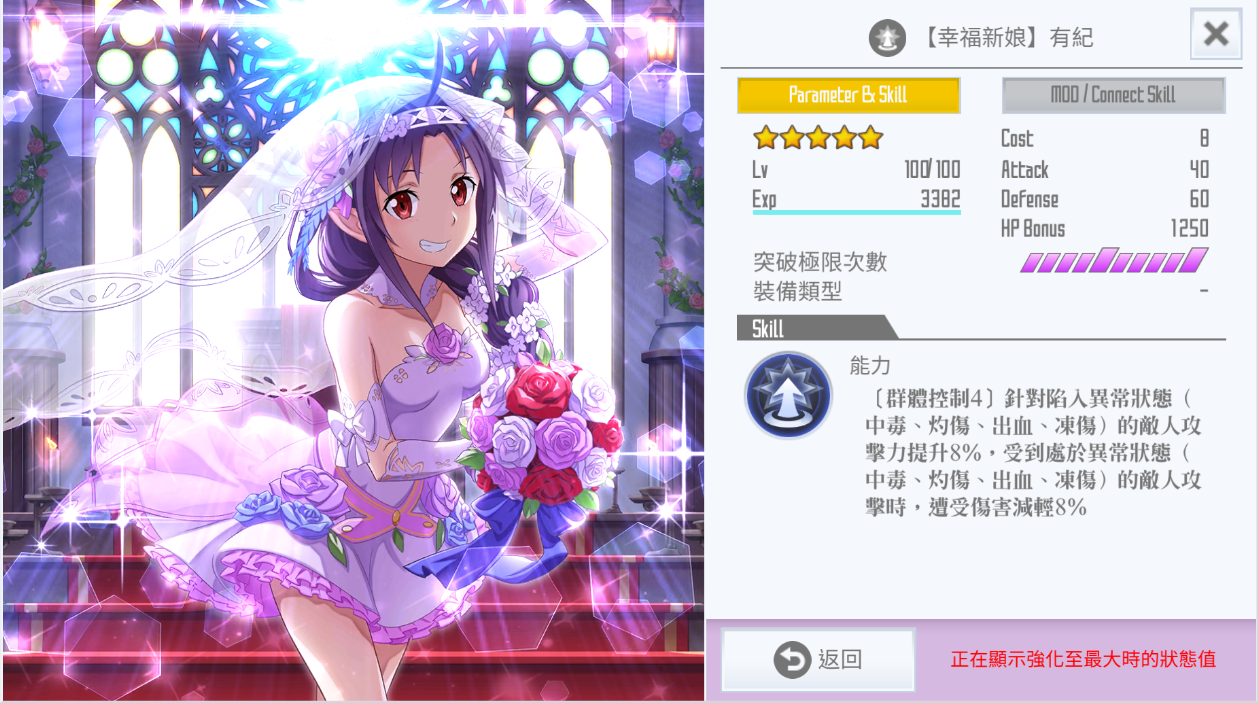 【幸福新娘】有紀
Parameter & Skill
MOD / Connect Skill
Lv 100/100
Exp 3382
Cost 8
Attack 40
Defense 60
HP Bonus 1250
突破極限次數
裝備類型 -
Skill
能力
〔群體控制4〕針對陷入異常狀態（
中毒、灼傷、出血、凍傷）的敵人攻
擊力提升8%，受到處於異常狀態（
中毒、灼傷、出血、凍傷）的敵人攻
擊時，遭受傷害減輕8%
返回
正在顯示強化至最大時的狀態值